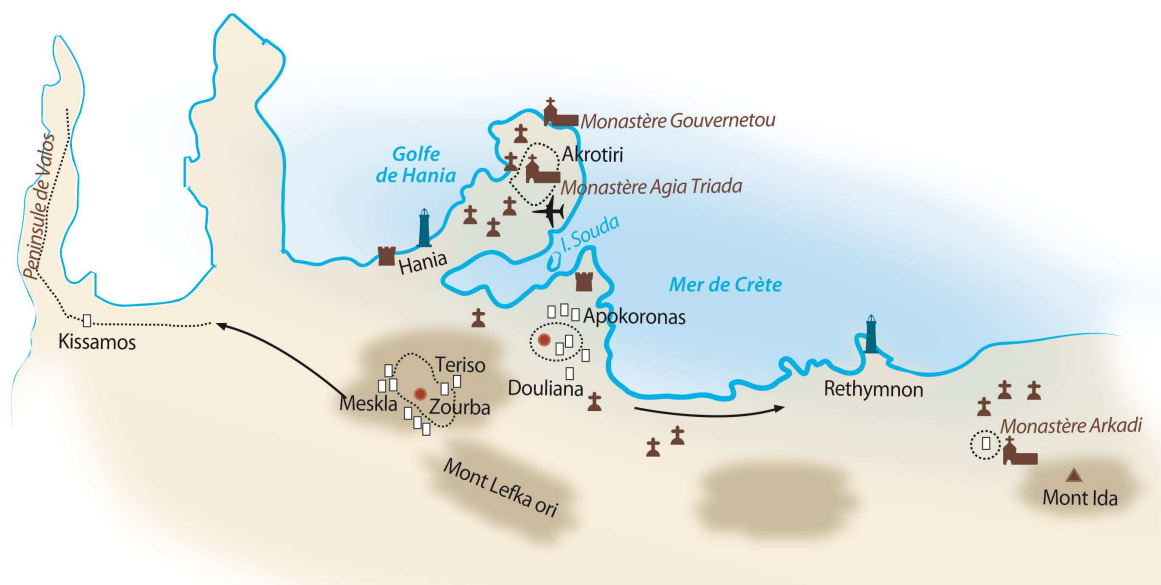 Monastère Gouvernetou
Akrotiri
Golfe
de Hania
Monastère Agia Triada
Peninsule de Valos
I. Souda
Hania
Mer de Crète
Apokoronas
Kissamos
Teriso
Douliana
Rethymnon
Meskla
Zourba
Monastère Arkadi
Mont Lefka ori
Mont Ida